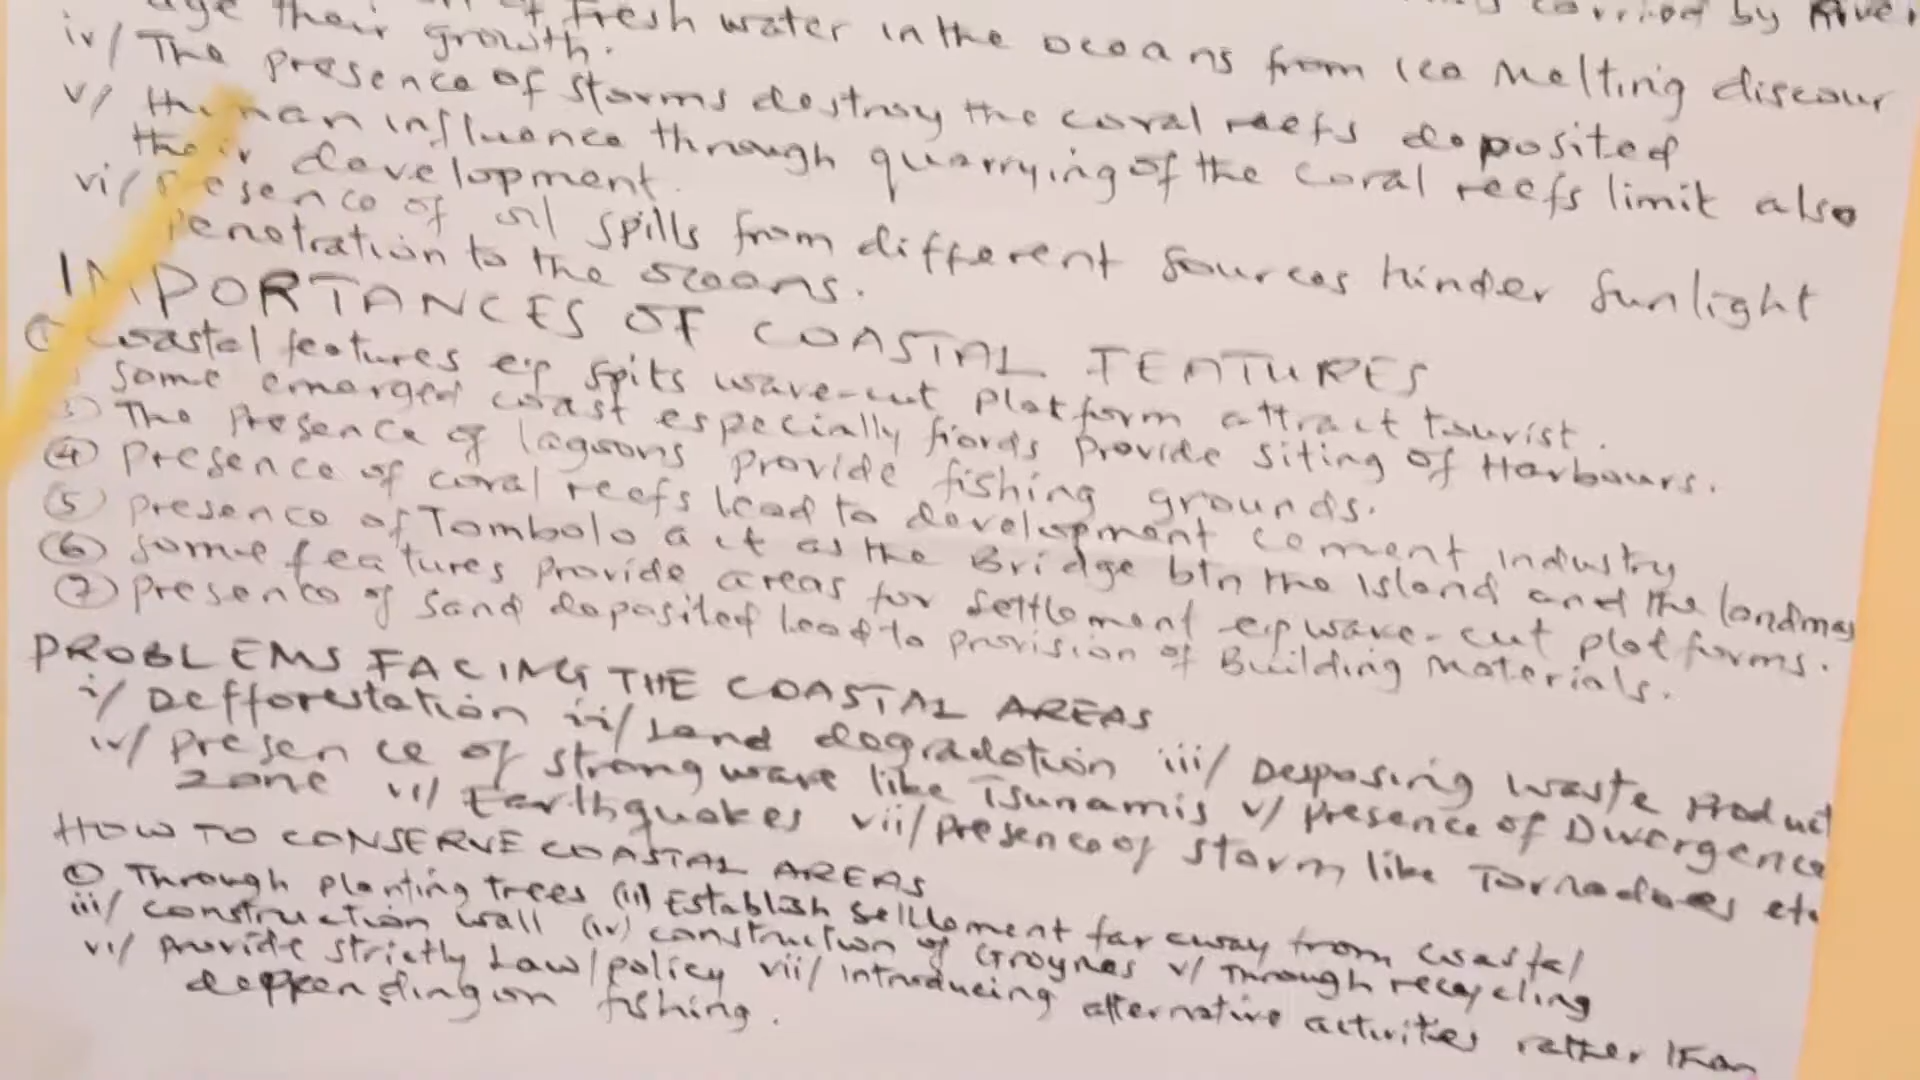 carried by River
age their growth.
fresh water in the oceans from ice Melting discour
iv/ The presence of storms destroy the coral reefs deposited
v/ Human influence through quarrying of the coral reefs limit also
their development.
vi/ Presence of oil spills from different sources hinder sunlight
penetration to the oceans.
IMPORTANCES OF COASTAL FEATURES
① Coastal features e.g spits wave-cut platform attract tourist.
some emerged coast especially fiords provide siting of Harbours.
3) The presence of lagoons provide fishing grounds.
④ presence of coral reefs lead to development cement industry
⑤ presence of Tombolo act as the Bridge btn the Island and the landmas
⑥ some features provide areas for settlement e.g wave-cut platforms.
⑦ presence of sand deposited lead to provision of Building Materials.
PROBLEMS FACING THE COASTAL AREAS
i/ Defforestation ii/ Land degradation iii/ Desposing waste product
iv/ presence of strong wave like Tsunamis v/ presence of Divergence
zone vi/ Earthquakes vii/ presence of storm like Tornadoes etc
HOW TO CONSERVE COASTAL AREAS
① Through planting trees (ii) Establish settlement far away from coastal
iii/ construction wall (iv) construction of Groynes v/ Through recycling
vi/ provide strictly Law/policy vii/ introducing alternative activities rather than
deppending on fishing.